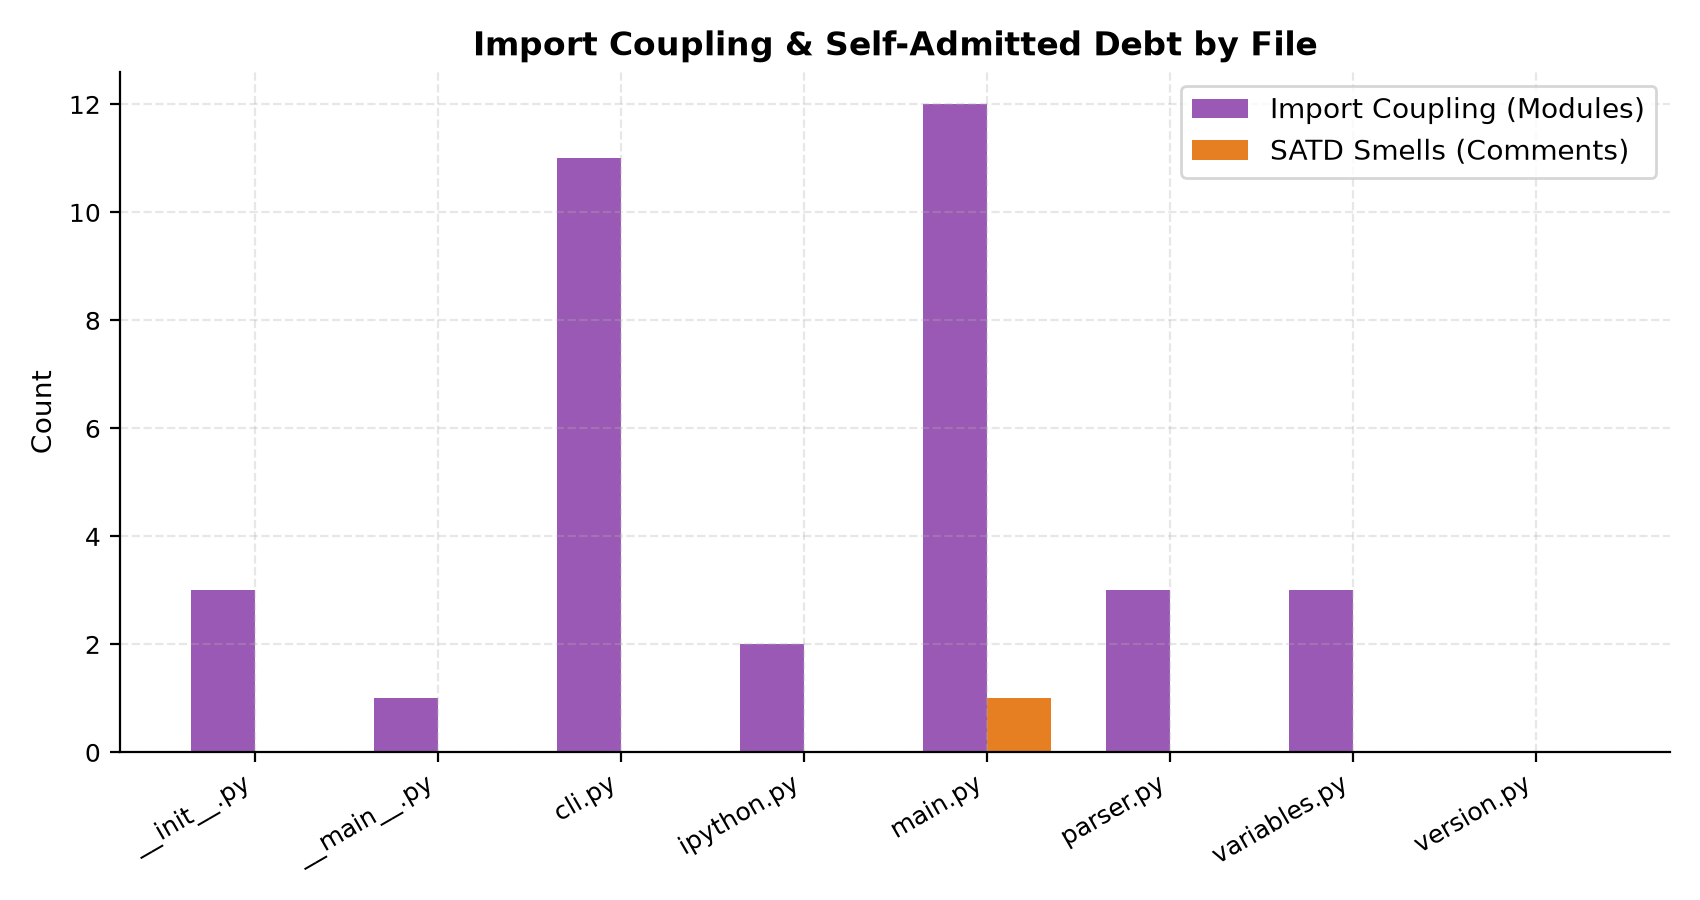 Import Coupling & Self-Admitted Debt by File
Import Coupling (Modules)
SATD Smells (Comments)
Count
12
10
8
6
4
2
0
__init__.py
__main__.py
cli.py
ipython.py
main.py
parser.py
variables.py
version.py